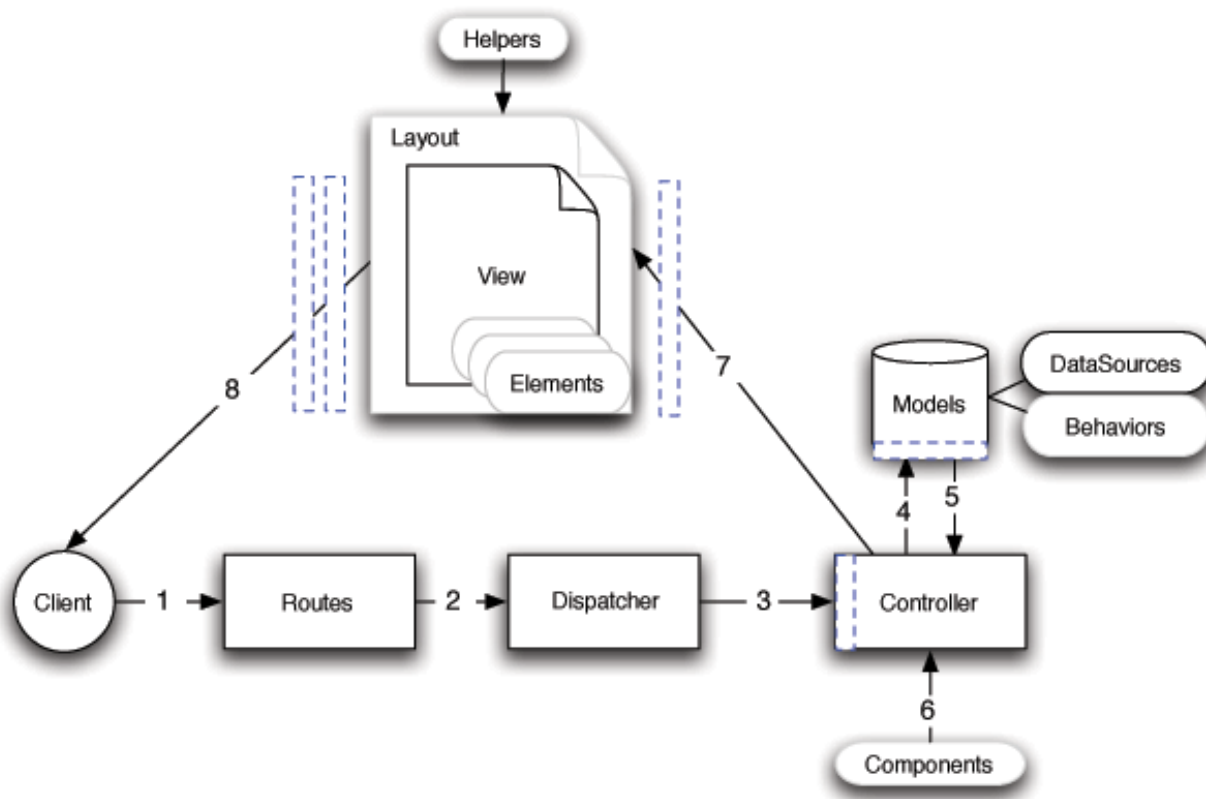 Helpers
Layout
View
Elements
8
7
Models
DataSources
Behaviors
4
5
Client
1
Routes
2
Dispatcher
3
Controller
6
Components